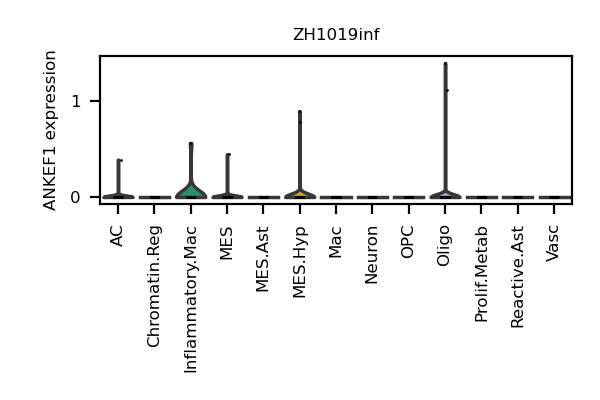 ZH1019inf
ANKEF1 expression
1
0
AC
Chromatin.Reg
Inflammatory.Mac
MES
MES.Ast
MES.Hyp
Mac
Neuron
OPC
Oligo
Prolif.Metab
Reactive.Ast
Vasc